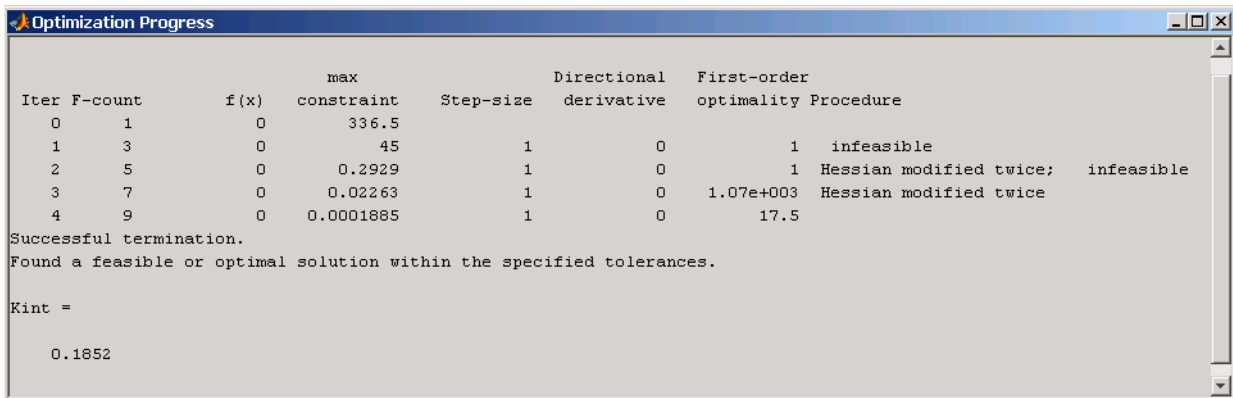 Optimization Progress
max Directional First-order
Iter F-count f(x) constraint Step-size derivative optimality Procedure
0 1 0 336.5
1 3 0 45 1 0 1 infeasible
2 5 0 0.2929 1 0 1 Hessian modified twice; infeasible
3 7 0 0.02263 1 0 1.07e+003 Hessian modified twice
4 9 0 0.0001885 1 0 17.5
Successful termination.
Found a feasible or optimal solution within the specified tolerances.
Kint =
0.1852